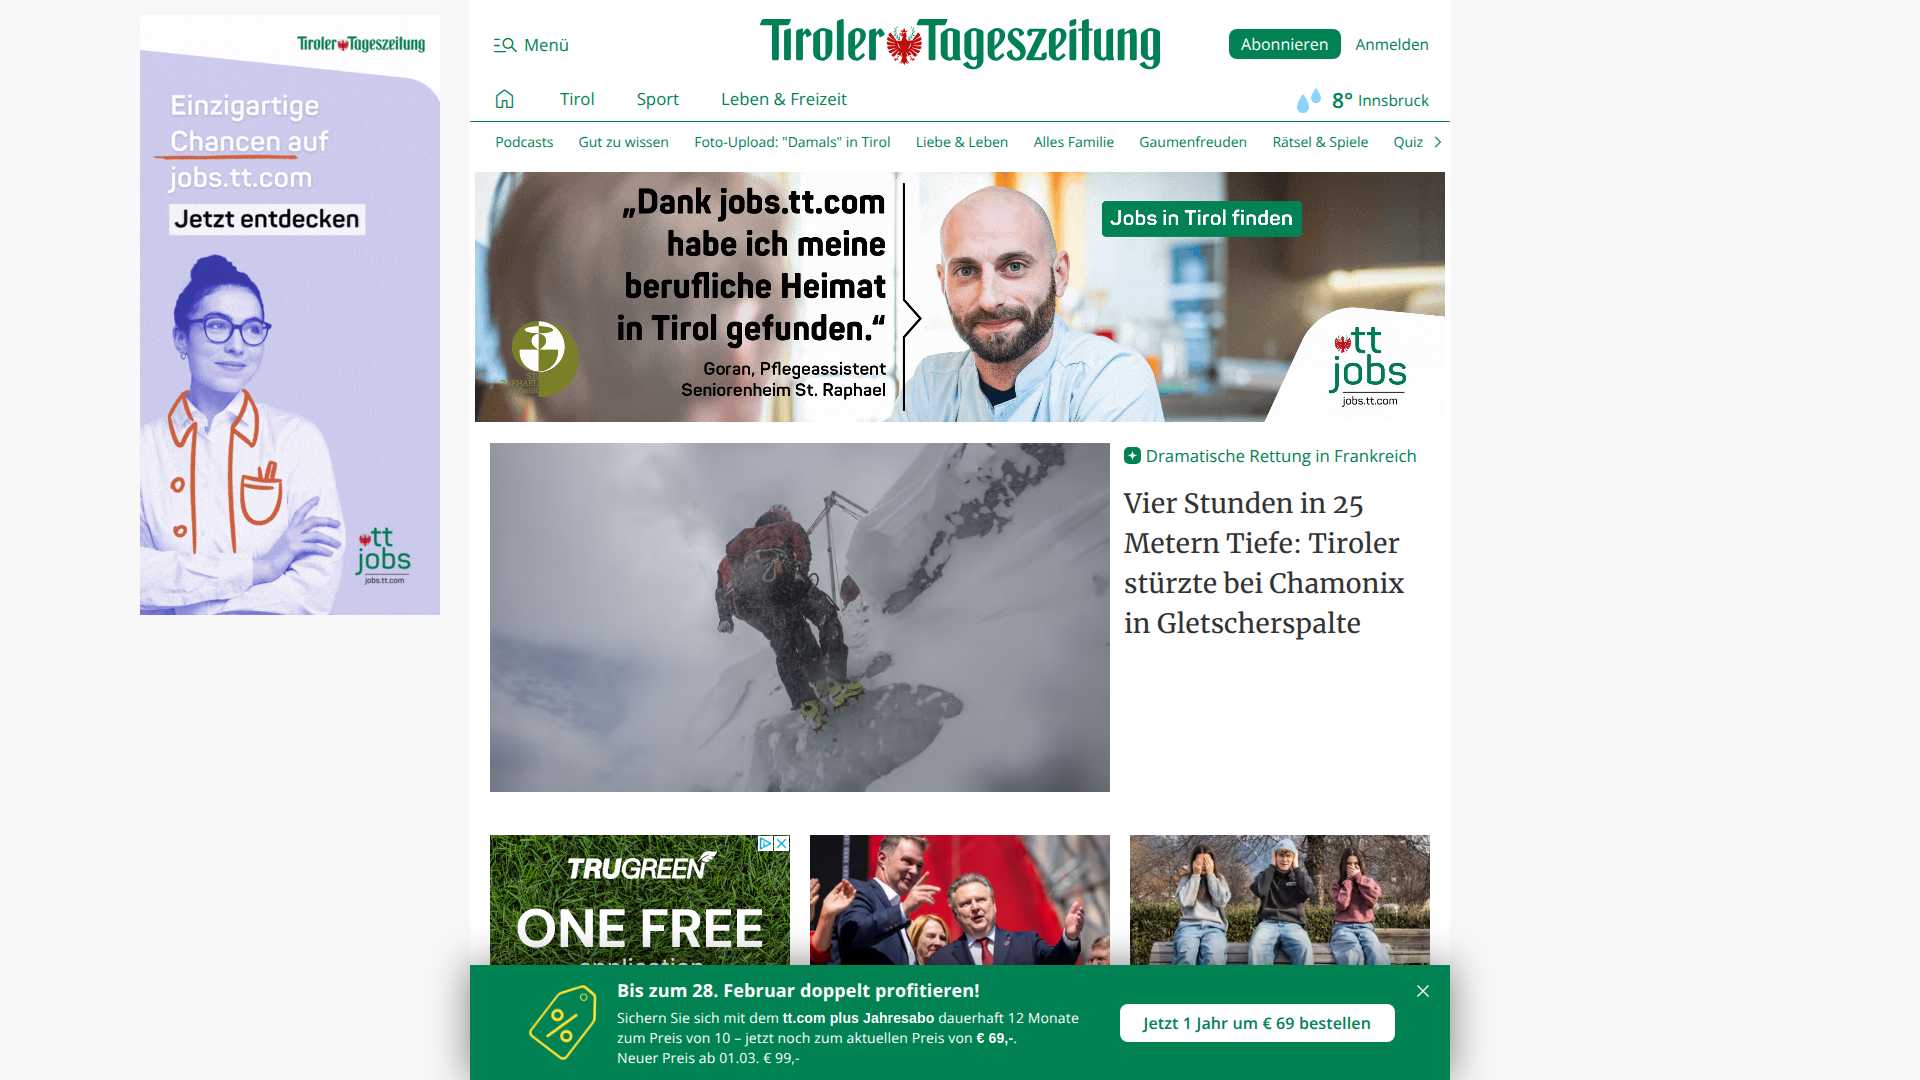 Tiroler Tageszeitung
Einzigartige
Chancen auf
jobs.tt.com
Jetzt entdecken
tt
jobs
jobs.tt.com
Menü
Tiroler Tageszeitung
Abonnieren
Anmelden
Tirol
Sport
Leben & Freizeit
8° Innsbruck
Podcasts
Gut zu wissen
Foto-Upload: "Damals" in Tirol
Liebe & Leben
Alles Familie
Gaumenfreuden
Rätsel & Spiele
Quiz
„Dank jobs.tt.com
habe ich meine
berufliche Heimat
in Tirol gefunden.“
Goran, Pflegeassistent
Seniorenheim St. Raphael
Jobs in Tirol finden
tt
jobs
jobs.tt.com
Dramatische Rettung in Frankreich
Vier Stunden in 25
Metern Tiefe: Tiroler
stürzte bei Chamonix
in Gletscherspalte
TRUGREEN
ONE FREE
Bis zum 28. Februar doppelt profitieren!
Sichern Sie sich mit dem tt.com plus Jahresabo dauerhaft 12 Monate
zum Preis von 10 – jetzt noch zum aktuellen Preis von € 69,-.
Neuer Preis ab 01.03. € 99,-
Jetzt 1 Jahr um € 69 bestellen